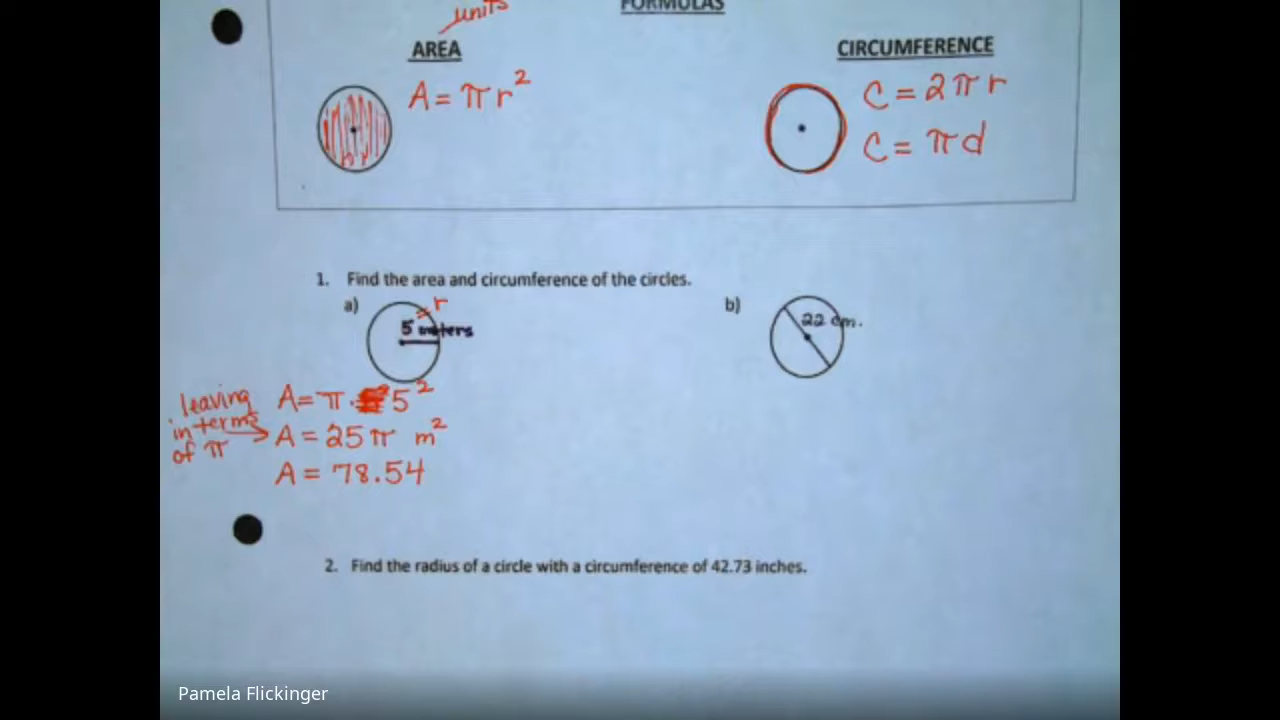 units
FORMULAS
AREA
CIRCUMFERENCE
A = πr²
C = 2πr
C = πd
1. Find the area and circumference of the circles.
a)
r
5 meters
b)
22 cm.
leaving
in terms
of π
A = π · 5²
A = 25π m²
A = 78.54
2. Find the radius of a circle with a circumference of 42.73 inches.
Pamela Flickinger